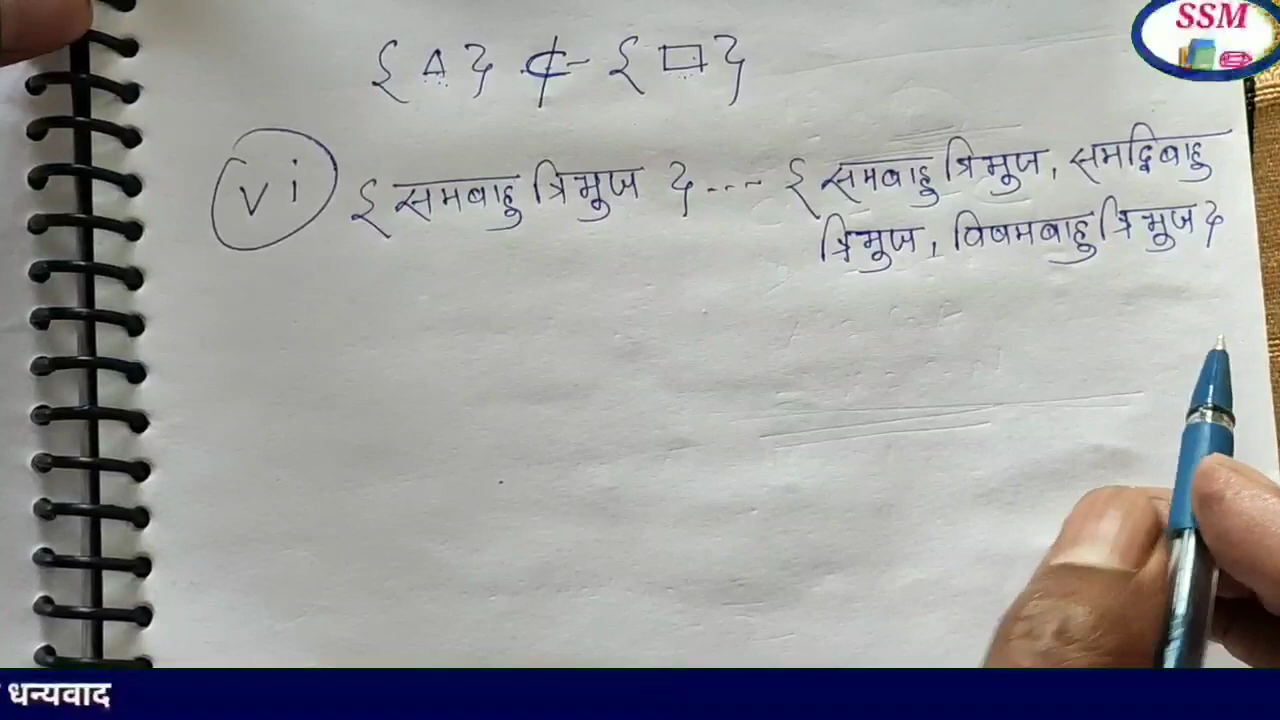 SSM
{ △ } ⊄ { □ }
vi { समबाहु त्रिभुज } --- { समबाहु त्रिभुज, समद्विबाहु
त्रिभुज, विषमबाहु त्रिभुज }
धन्यवाद